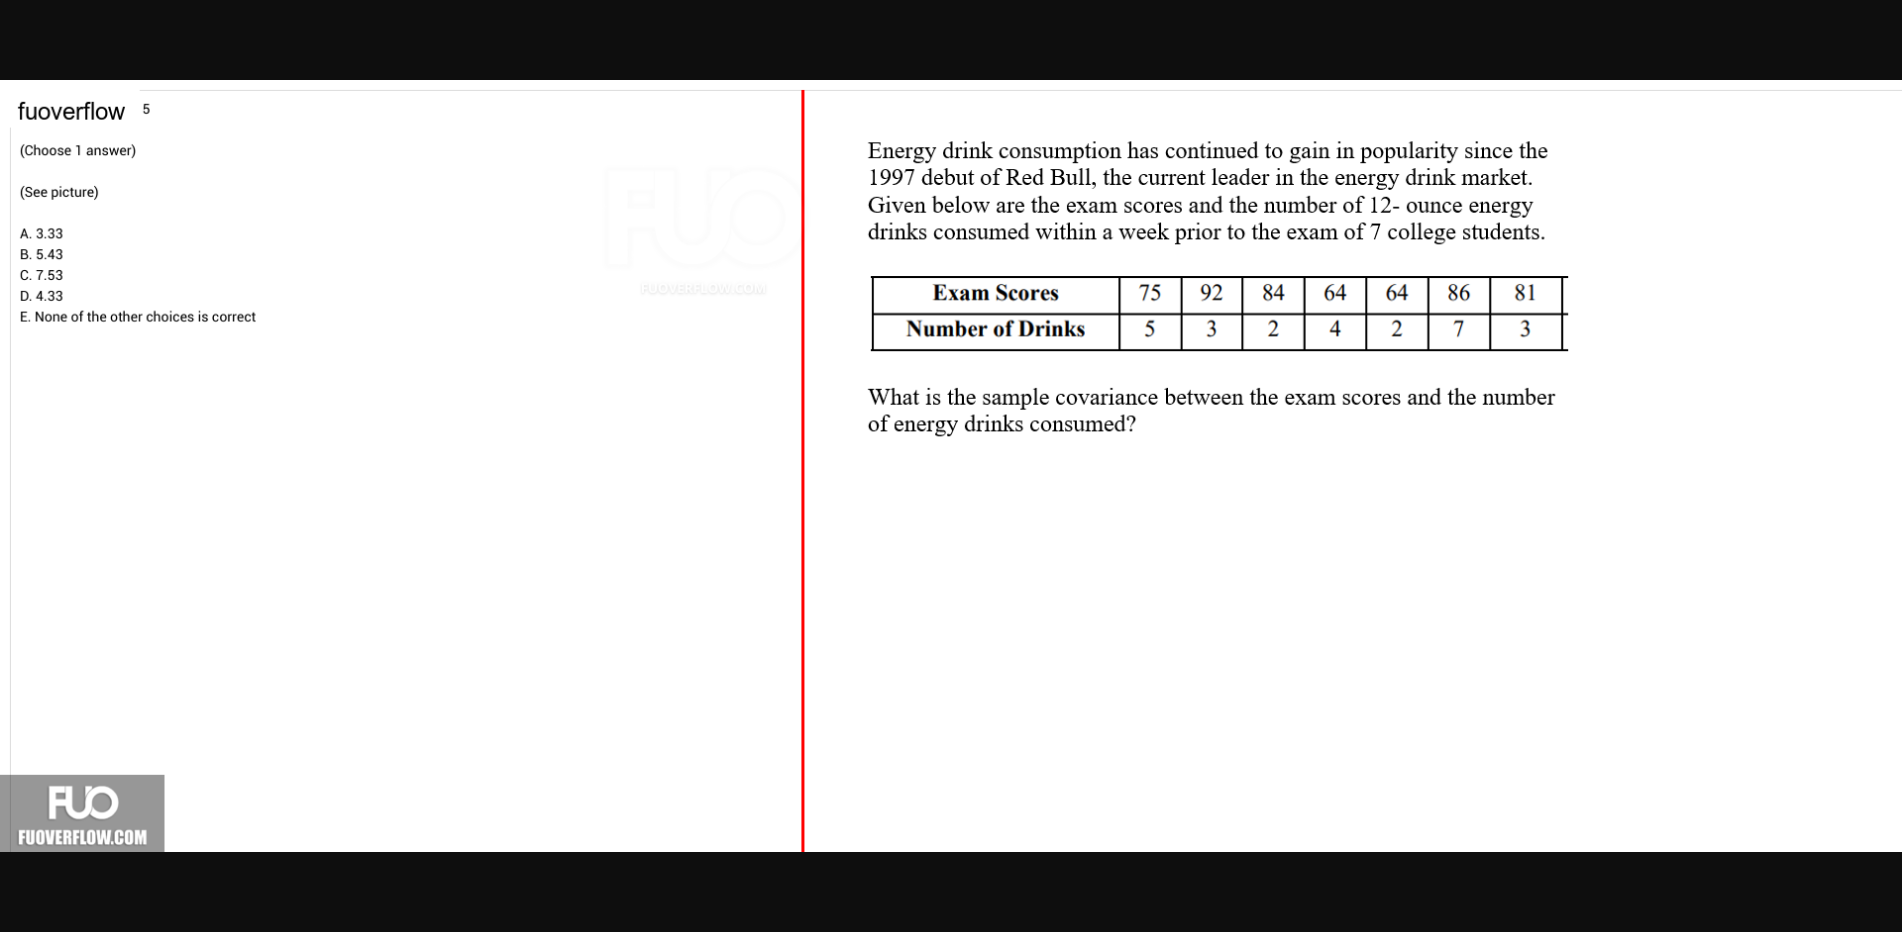 fuoverflow 5
(Choose 1 answer)
(See picture)
A. 3.33
B. 5.43
C. 7.53
D. 4.33
E. None of the other choices is correct
FUO
FUOVERFLOW.COM
Energy drink consumption has continued to gain in popularity since the
1997 debut of Red Bull, the current leader in the energy drink market.
Given below are the exam scores and the number of 12- ounce energy
drinks consumed within a week prior to the exam of 7 college students.
Exam Scores 75 92 84 64 64 86 81
Number of Drinks 5 3 2 4 2 7 3
What is the sample covariance between the exam scores and the number
of energy drinks consumed?
FUO
FUOVERFLOW.COM